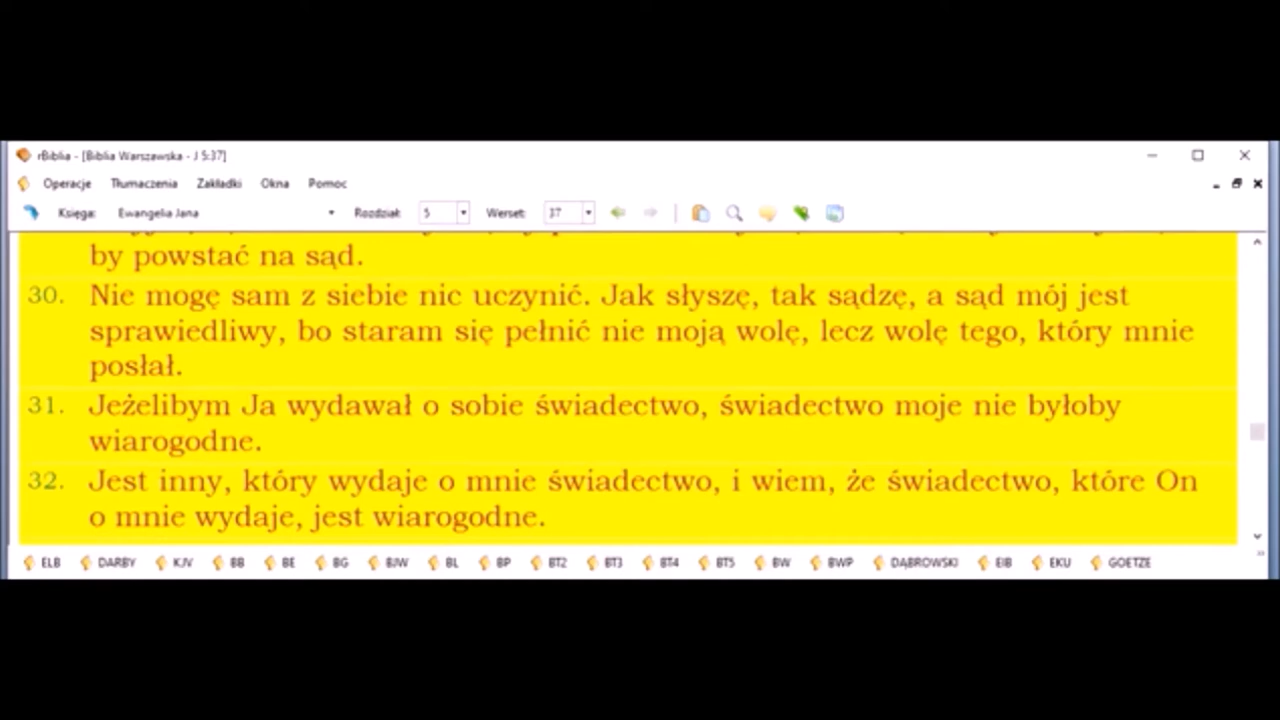 rBiblia - [Biblia Warszawska - J 5:37]
Operacje Tłumaczenia Zakładki Okna Pomoc
Księga: Ewangelia Jana Rozdział: 5 Werset: 37
by powstać na sąd.
30. Nie mogę sam z siebie nic uczynić. Jak słyszę, tak sądzę, a sąd mój jest
sprawiedliwy, bo staram się pełnić nie moją wolę, lecz wolę tego, który mnie
posłał.
31. Jeżelibym Ja wydawał o sobie świadectwo, świadectwo moje nie byłoby
wiarogodne.
32. Jest inny, który wydaje o mnie świadectwo, i wiem, że świadectwo, które On
o mnie wydaje, jest wiarogodne.
ELB DARBY KJV BB BE BG BJW BL BP BT2 BT3 BT4 BT5 BW BWP DĄBROWSKI EIB EKU GOETZE